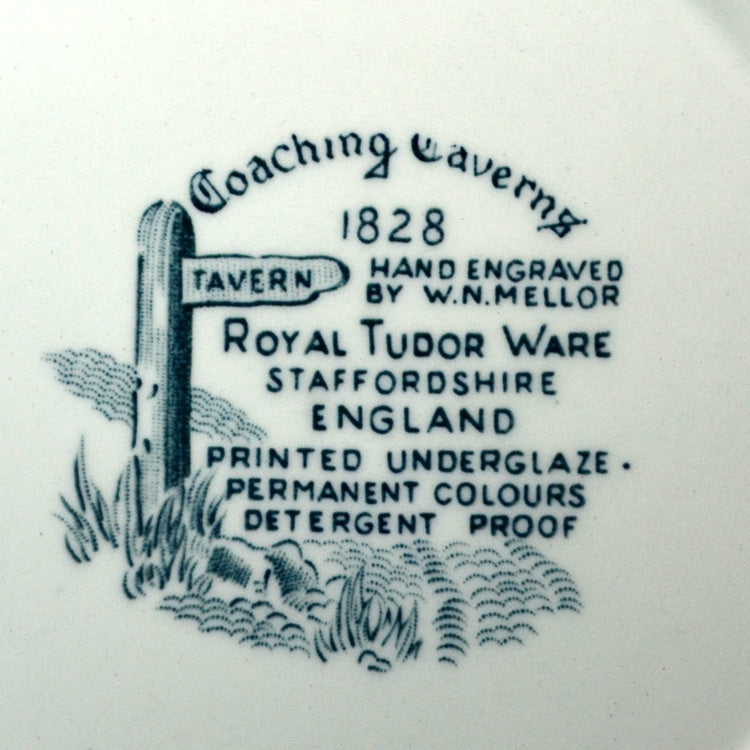 Coaching Taverns
1828
TAVERN
HAND ENGRAVED
BY W.N.MELLOR
ROYAL TUDOR WARE
STAFFORDSHIRE
ENGLAND
PRINTED UNDERGLAZE.
PERMANENT COLOURS
DETERGENT PROOF